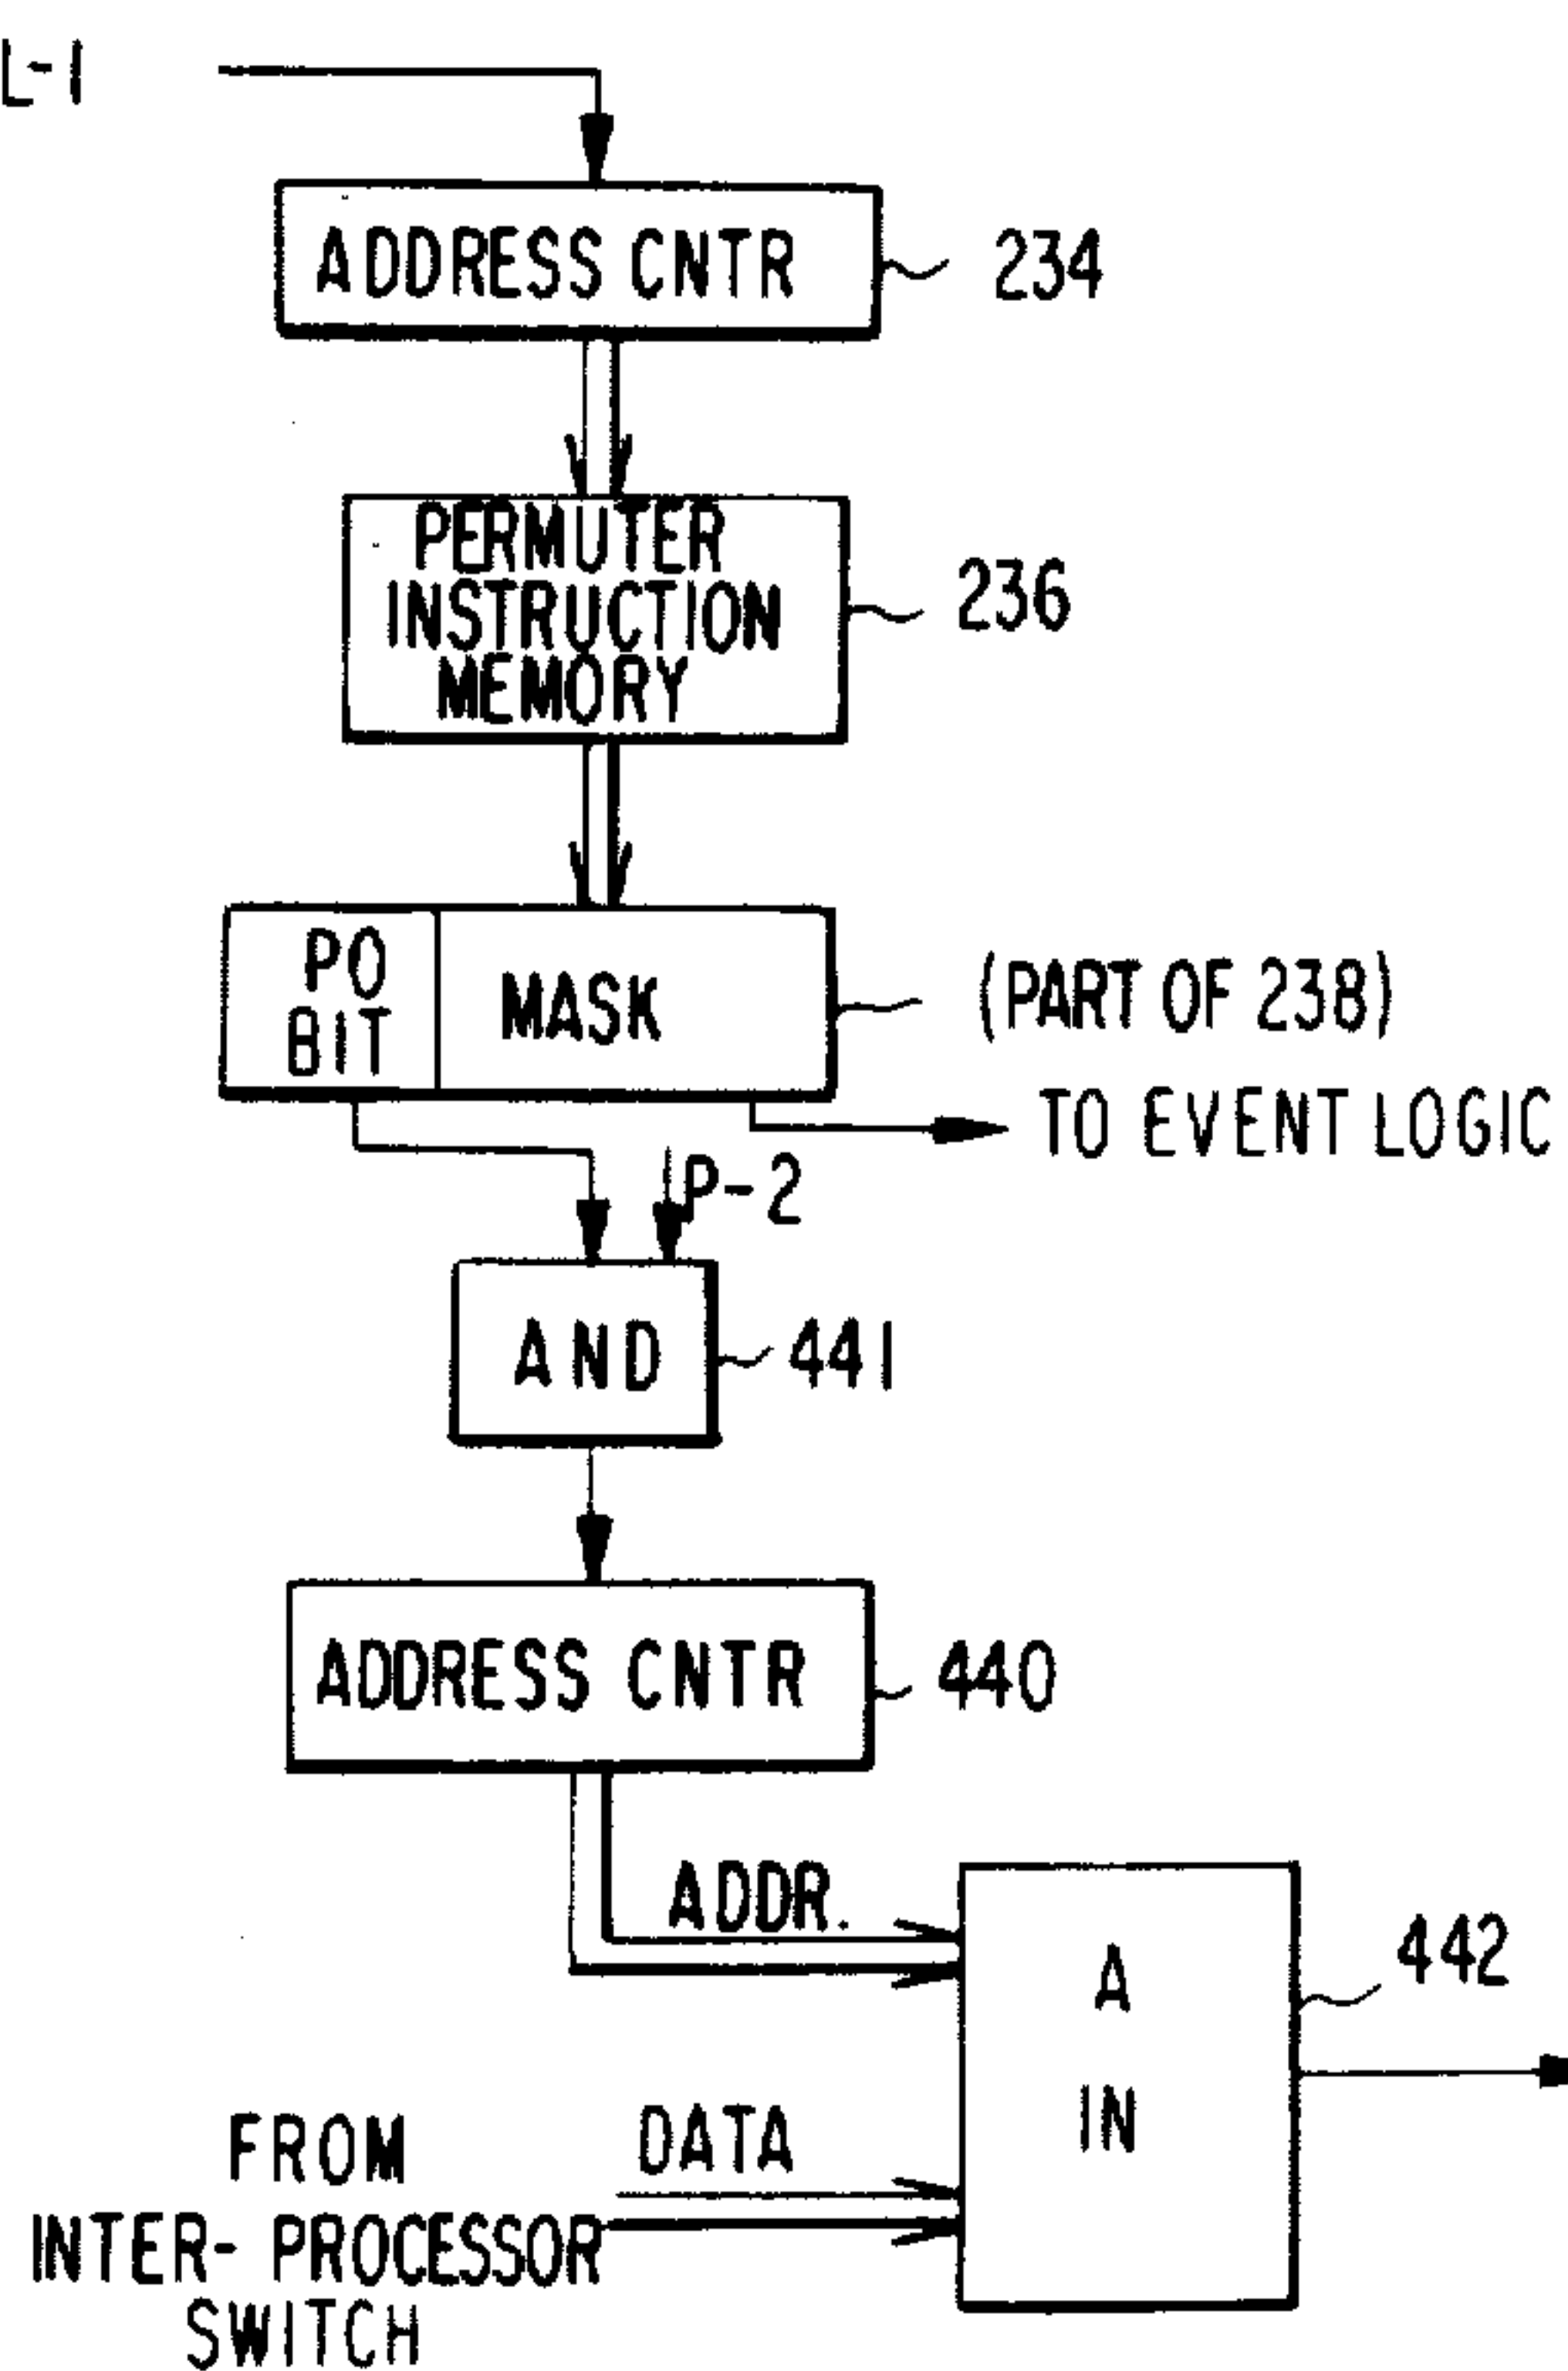 L-1
ADDRESS CNTR
234
PERMUTER
INSTRUCTION
MEMORY
236
PO
BIT
MASK
(PART OF 238)
TO EVENT LOGIC
P-2
AND
441
ADDRESS CNTR
440
ADDR.
A
IN
442
DATA
FROM
INTER- PROCESSOR
SWITCH